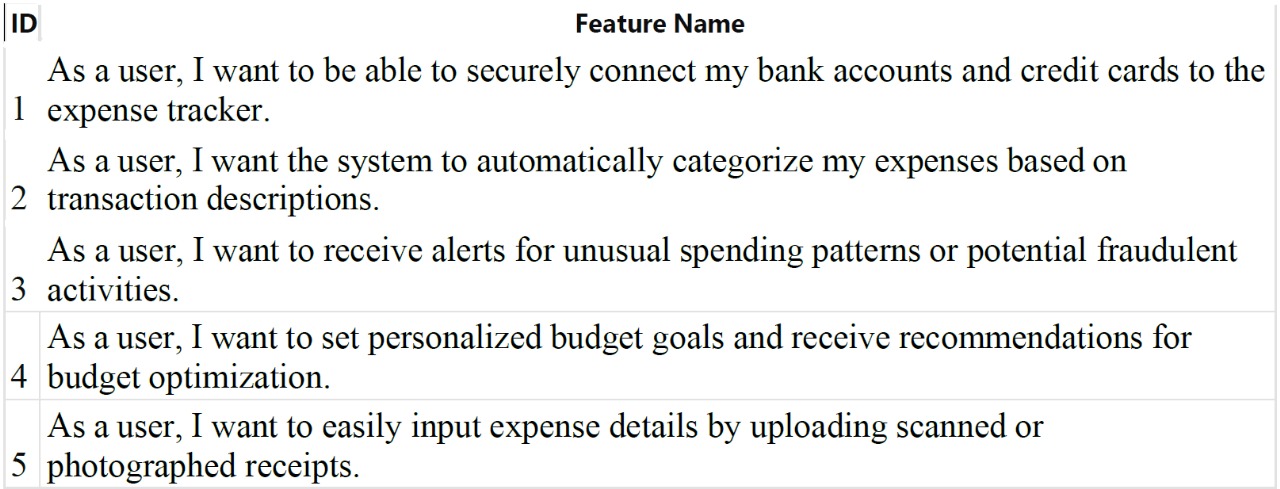 ID Feature Name
As a user, I want to be able to securely connect my bank accounts and credit cards to the
1 expense tracker.
As a user, I want the system to automatically categorize my expenses based on
2 transaction descriptions.
As a user, I want to receive alerts for unusual spending patterns or potential fraudulent
3 activities.
As a user, I want to set personalized budget goals and receive recommendations for
4 budget optimization.
As a user, I want to easily input expense details by uploading scanned or
5 photographed receipts.